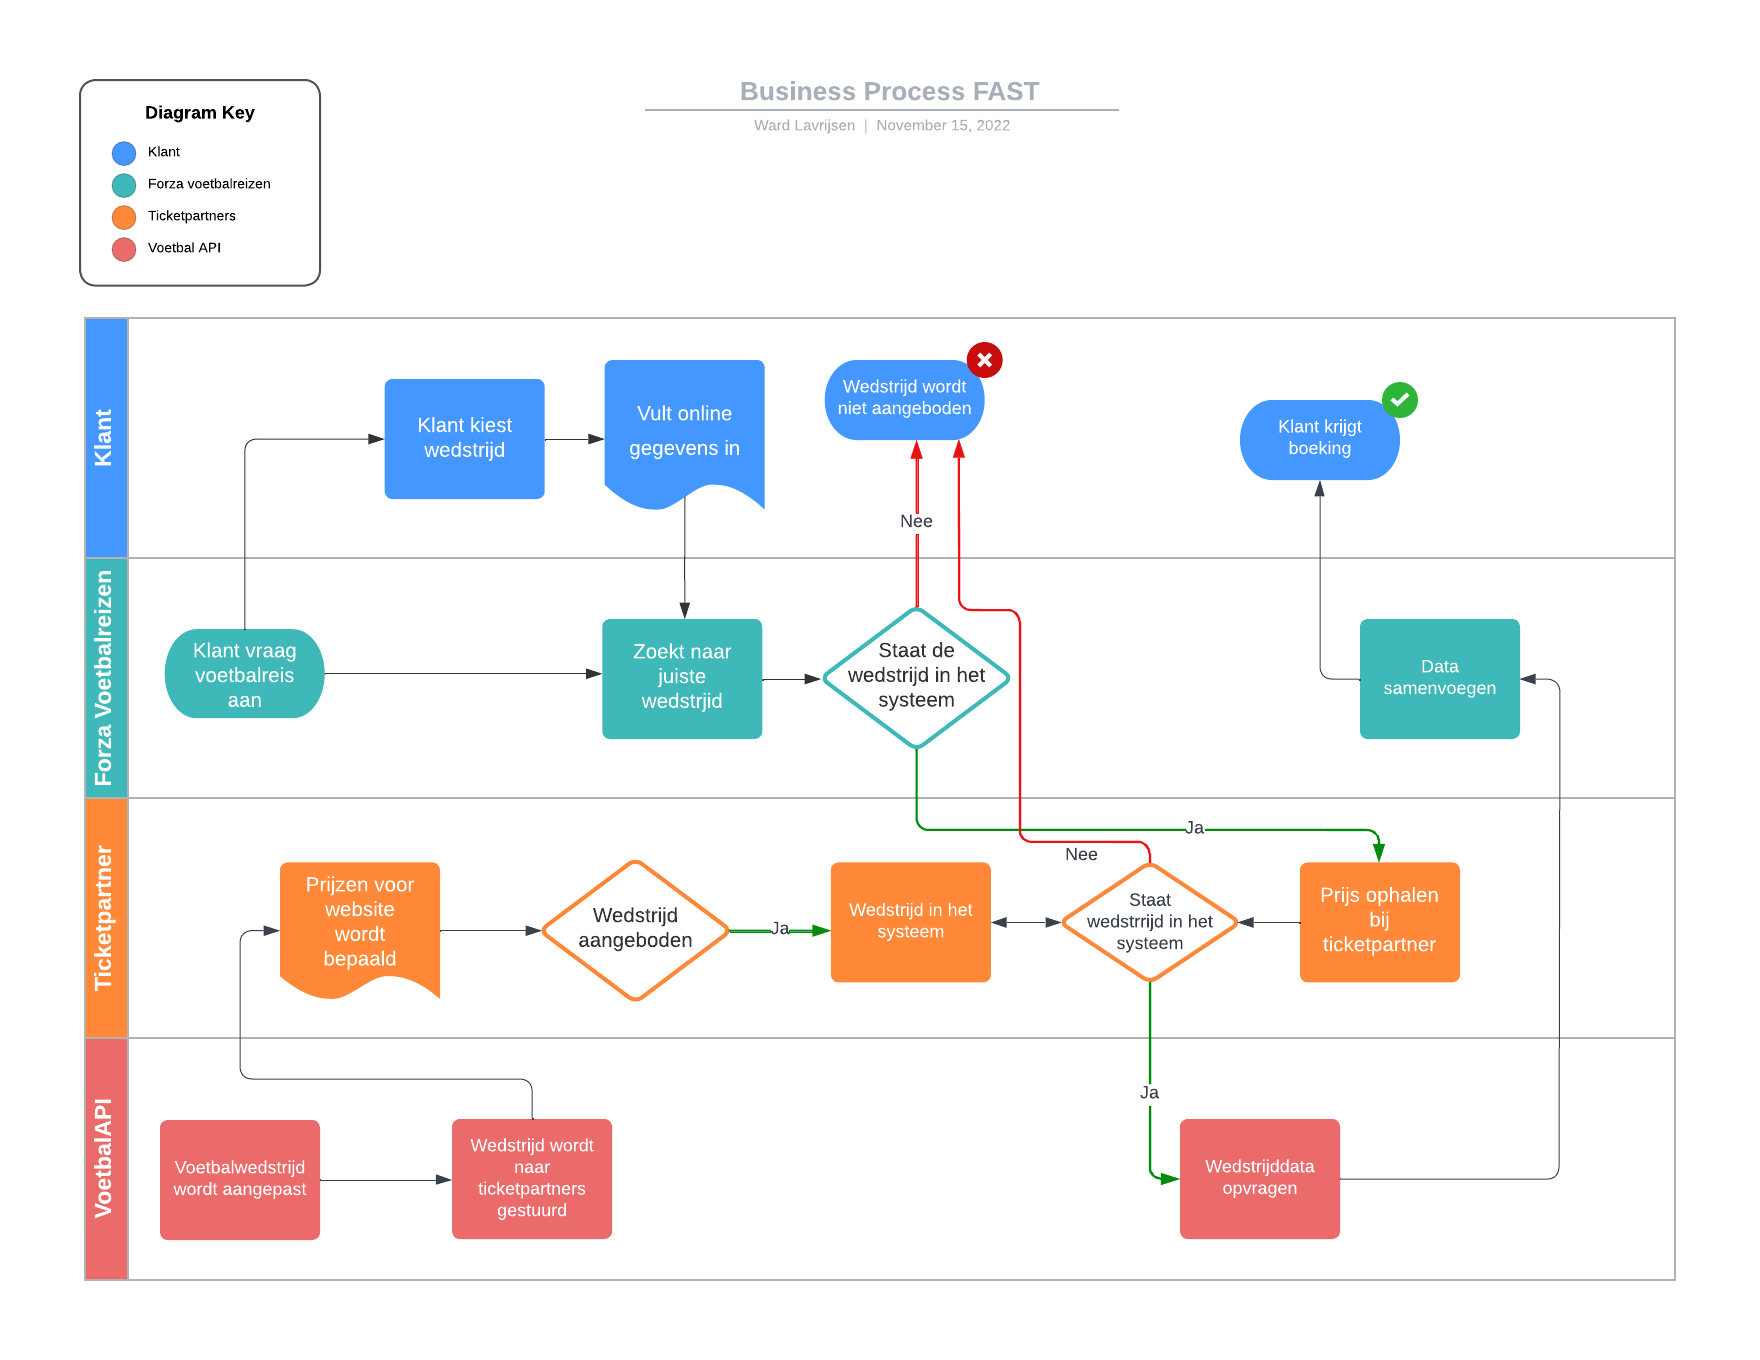 Business Process FAST
Ward Lavrijsen | November 15, 2022
Diagram Key
Klant
Forza voetbalreizen
Ticketpartners
Voetbal API
Klant
Klant kiest
wedstrijd
Vult online
gegevens in
Wedstrijd wordt
niet aangeboden
Klant krijgt
boeking
Nee
Forza Voetbalreizen
Klant vraag
voetbalreis
aan
Zoekt naar
juiste
wedstrjid
Staat de
wedstrijd in het
systeem
Data
samenvoegen
Ticketpartner
Ja
Nee
Prijzen voor
website
wordt
bepaald
Wedstrijd
aangeboden
Ja
Wedstrijd in het
systeem
Staat
wedstrrijd in het
systeem
Prijs ophalen
bij
ticketpartner
VoetbalAPI
Ja
Voetbalwedstrijd
wordt aangepast
Wedstrijd wordt
naar
ticketpartners
gestuurd
Wedstrijddata
opvragen